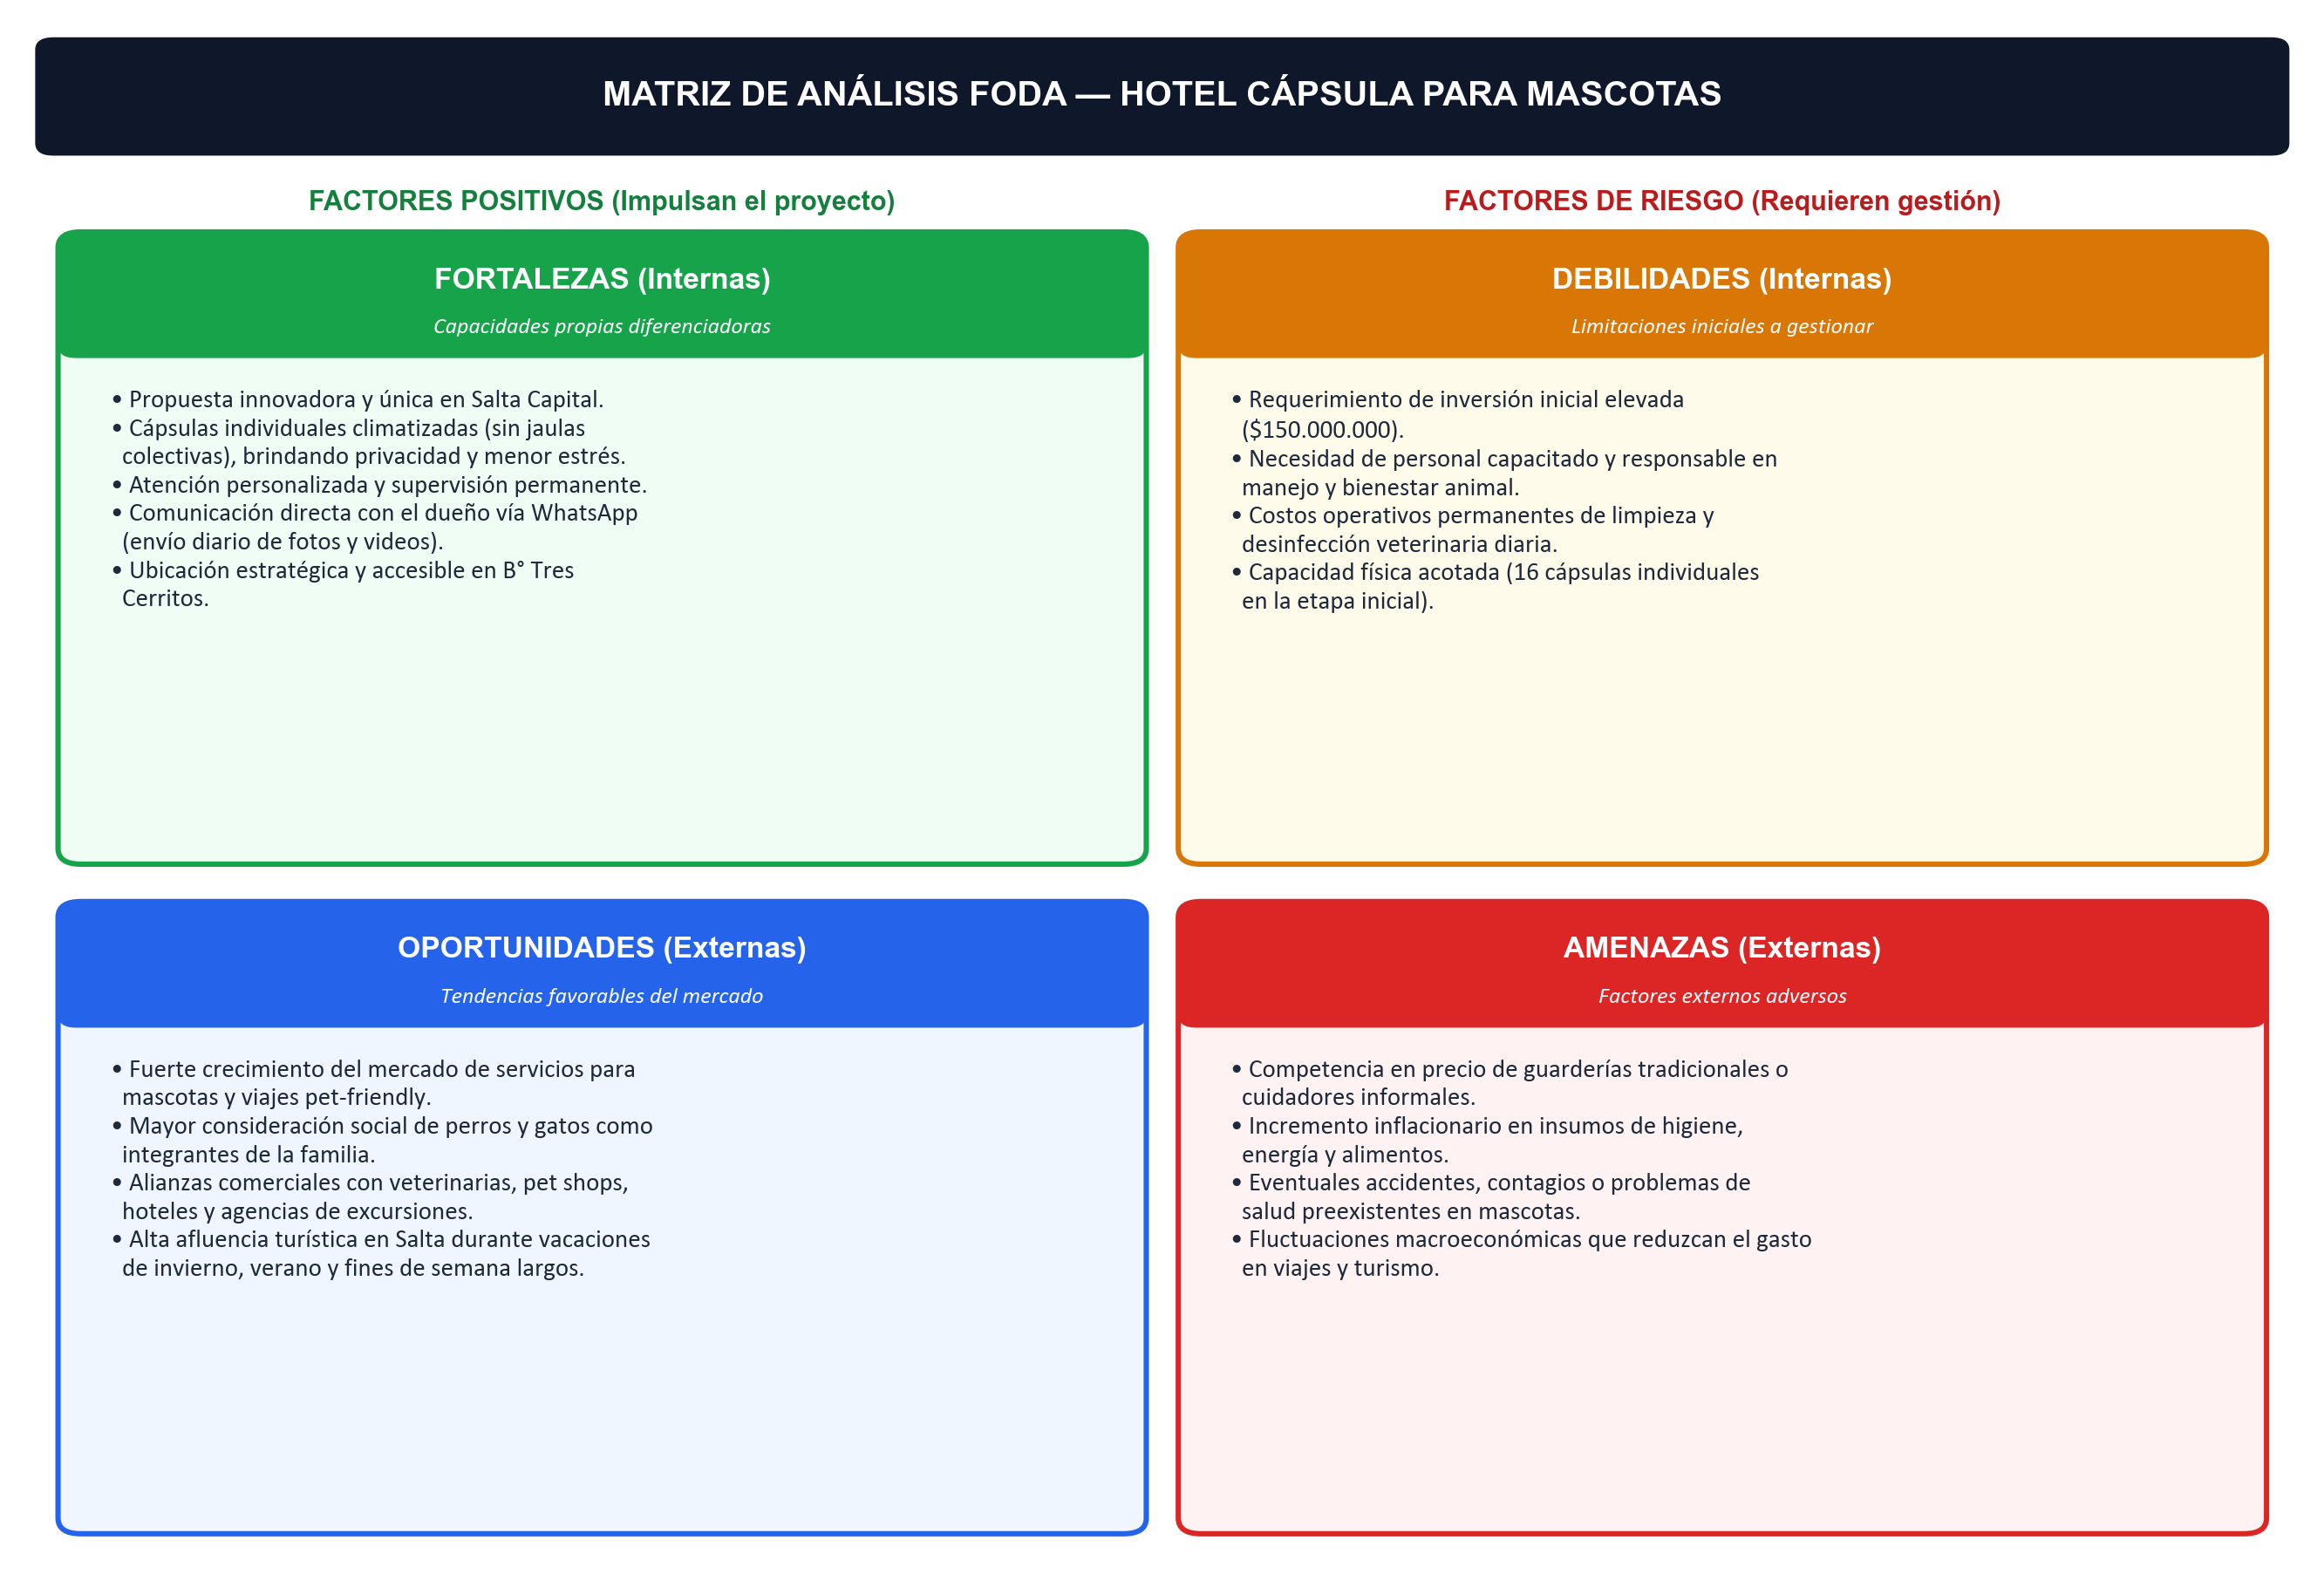 MATRIZ DE ANÁLISIS FODA — HOTEL CÁPSULA PARA MASCOTAS
FACTORES POSITIVOS (Impulsan el proyecto)
FORTALEZAS (Internas)
Capacidades propias diferenciadoras
• Propuesta innovadora y única en Salta Capital.
• Cápsulas individuales climatizadas (sin jaulas
colectivas), brindando privacidad y menor estrés.
• Atención personalizada y supervisión permanente.
• Comunicación directa con el dueño vía WhatsApp
(envío diario de fotos y videos).
• Ubicación estratégica y accesible en B° Tres
Cerritos.
FACTORES DE RIESGO (Requieren gestión)
DEBILIDADES (Internas)
Limitaciones iniciales a gestionar
• Requerimiento de inversión inicial elevada
($150.000.000).
• Necesidad de personal capacitado y responsable en
manejo y bienestar animal.
• Costos operativos permanentes de limpieza y
desinfección veterinaria diaria.
• Capacidad física acotada (16 cápsulas individuales
en la etapa inicial).
OPORTUNIDADES (Externas)
Tendencias favorables del mercado
• Fuerte crecimiento del mercado de servicios para
mascotas y viajes pet-friendly.
• Mayor consideración social de perros y gatos como
integrantes de la familia.
• Alianzas comerciales con veterinarias, pet shops,
hoteles y agencias de excursiones.
• Alta afluencia turística en Salta durante vacaciones
de invierno, verano y fines de semana largos.
AMENAZAS (Externas)
Factores externos adversos
• Competencia en precio de guarderías tradicionales o
cuidadores informales.
• Incremento inflacionario en insumos de higiene,
energía y alimentos.
• Eventuales accidentes, contagios o problemas de
salud preexistentes en mascotas.
• Fluctuaciones macroeconómicas que reduzcan el gasto
en viajes y turismo.